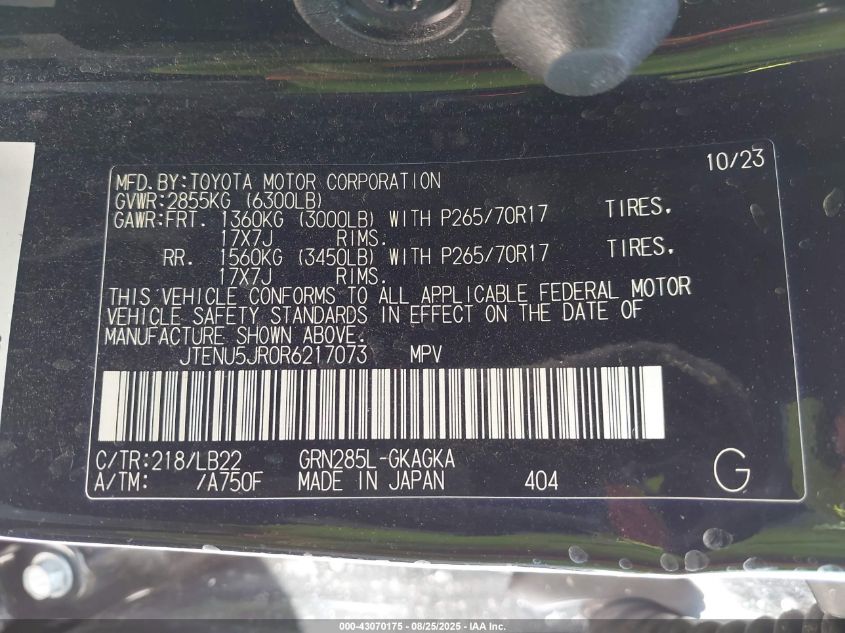 10/23
MFD.BY:TOYOTA MOTOR CORPORATION
GVWR:2855KG (6300LB)
GAWR:FRT. 1360KG (3000LB) WITH P265/70R17 TIRES.
17X7J RIMS.
RR. 1560KG (3450LB) WITH P265/70R17 TIRES.
17X7J RIMS.
THIS VEHICLE CONFORMS TO ALL APPLICABLE FEDERAL MOTOR
VEHICLE SAFETY STANDARDS IN EFFECT ON THE DATE OF
MANUFACTURE SHOWN ABOVE.
JTENU5JR0R6217073 MPV
C/TR:218/LB22 GRN285L-GKAGKA
A/TM: /A750F MADE IN JAPAN 404 G
000-43070175 - 08/25/2025 - IAA Inc.